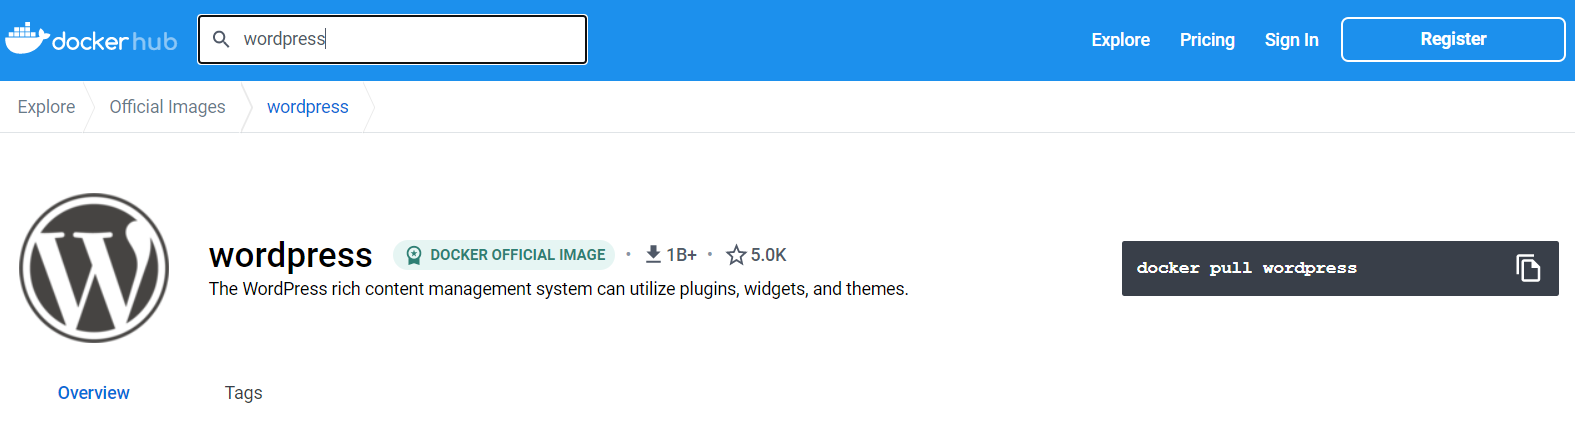 docker hub
wordpress
Explore
Pricing
Sign In
Register
Explore
Official Images
wordpress
wordpress
DOCKER OFFICIAL IMAGE
•
1B+
•
5.0K
The WordPress rich content management system can utilize plugins, widgets, and themes.
docker pull wordpress
Overview
Tags